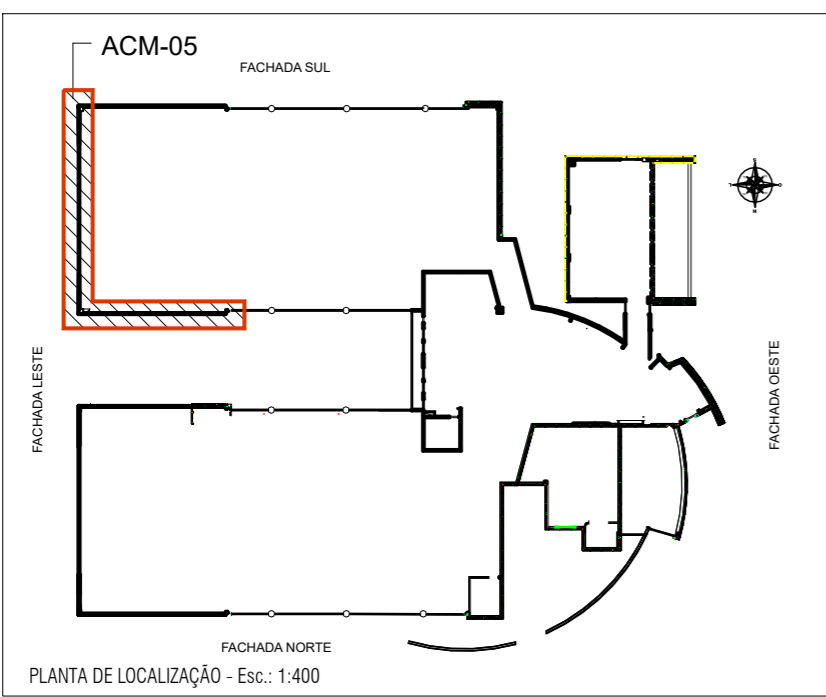 ACM-05
FACHADA SUL
FACHADA LESTE
FACHADA OESTE
FACHADA NORTE
PLANTA DE LOCALIZAÇÃO - Esc.: 1:400